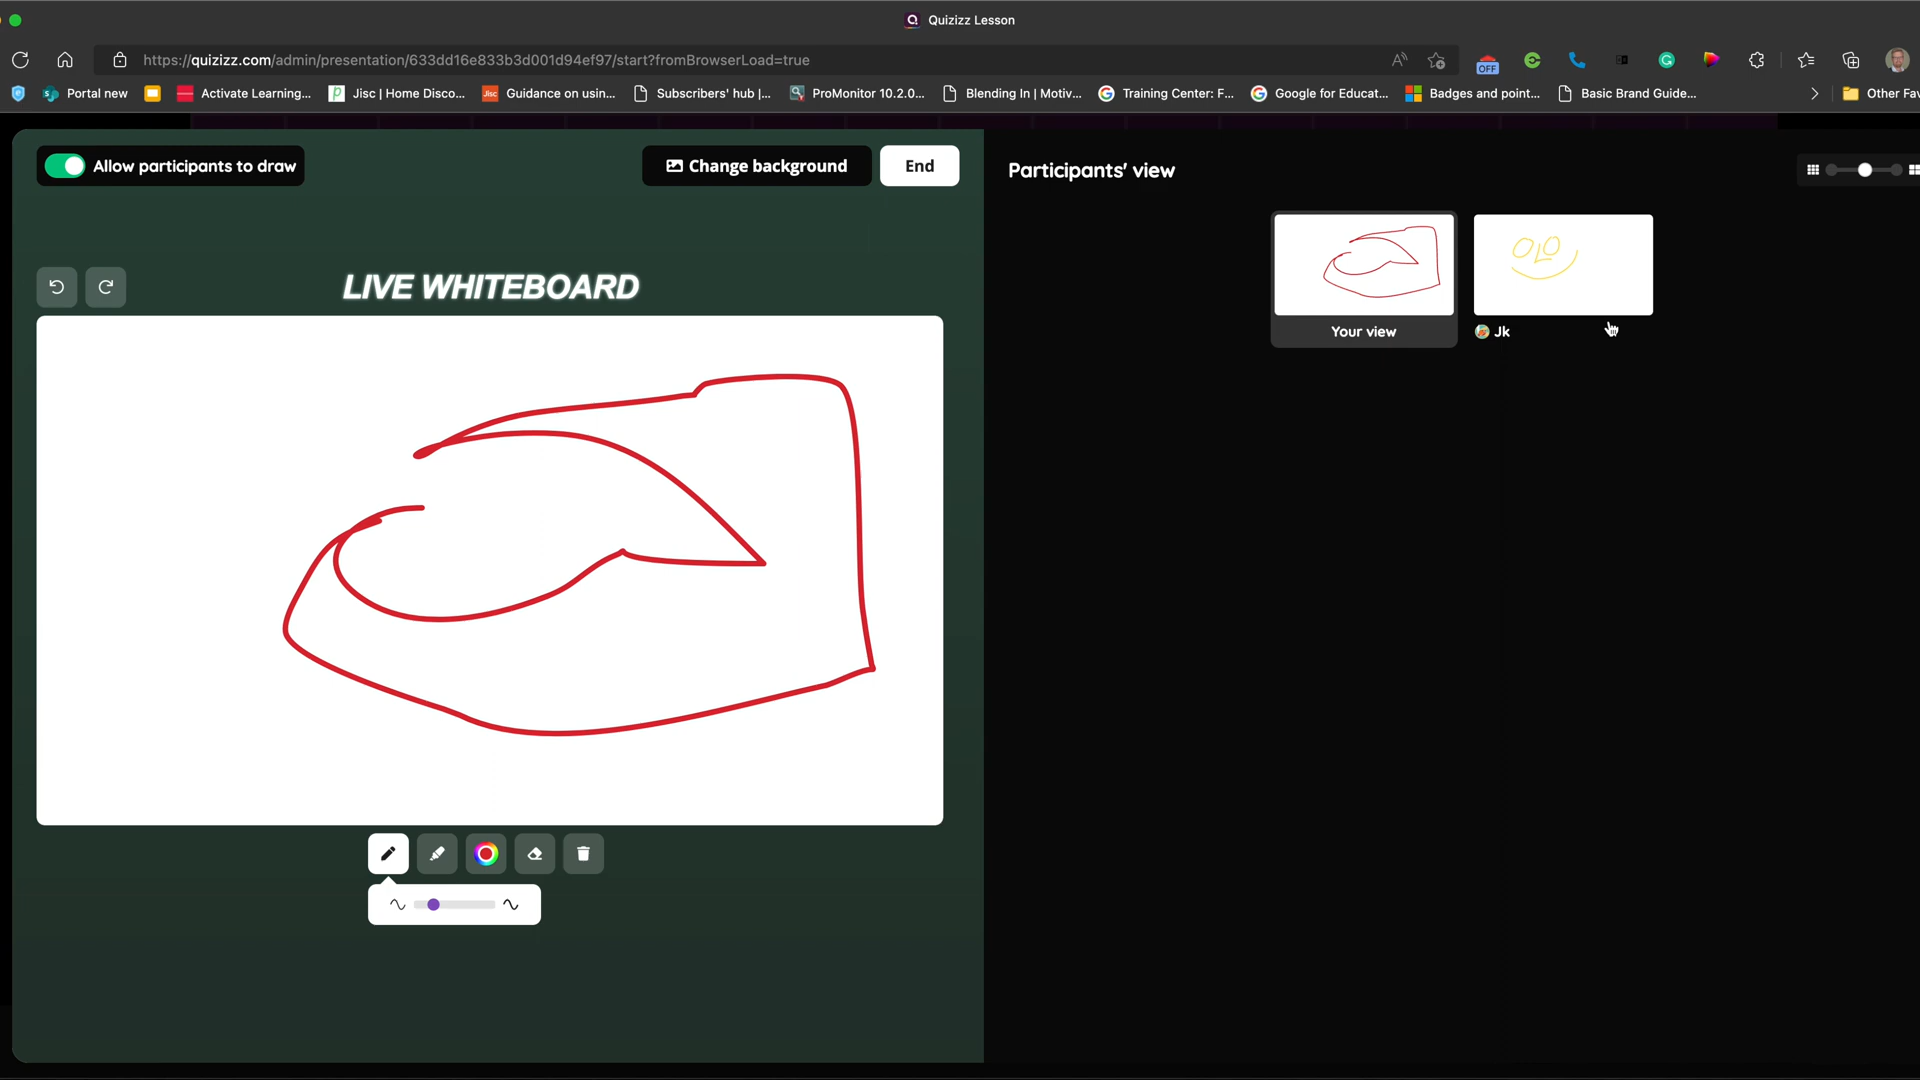 Quizizz Lesson
https://quizizz.com/admin/presentation/633dd16e833b3d001d94ef97/start?fromBrowserLoad=true
OFF
Portal new
Activate Learning...
Jisc | Home Disco...
Jisc
Guidance on usin...
Subscribers' hub |...
ProMonitor 10.2.0...
Blending In | Motiv...
Training Center: F...
Google for Educat...
Badges and point...
Basic Brand Guide...
Other Fav
Allow participants to draw
Change background
End
Participants' view
LIVE WHITEBOARD
Your view
Jk